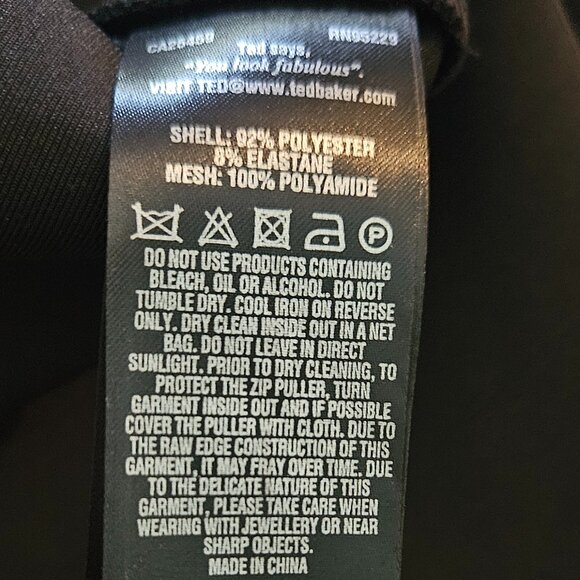 RN95229
Ted says,
"You look fabulous".
VISIT TED@www.tedbaker.com
SHELL: 92% POLYESTER
8% ELASTANE
MESH: 100% POLYAMIDE
P
DO NOT USE PRODUCTS CONTAINING
BLEACH, OIL OR ALCOHOL. DO NOT
TUMBLE DRY. COOL IRON ON REVERSE
ONLY. DRY CLEAN INSIDE OUT IN A NET
BAG. DO NOT LEAVE IN DIRECT
SUNLIGHT. PRIOR TO DRY CLEANING, TO
PROTECT THE ZIP PULLER, TURN
GARMENT INSIDE OUT AND IF POSSIBLE
COVER THE PULLER WITH CLOTH. DUE TO
THE RAW EDGE CONSTRUCTION OF THIS
GARMENT, IT MAY FRAY OVER TIME. DUE
TO THE DELICATE NATURE OF THIS
GARMENT, PLEASE TAKE CARE WHEN
WEARING WITH JEWELLERY OR NEAR
SHARP OBJECTS.
MADE IN CHINA